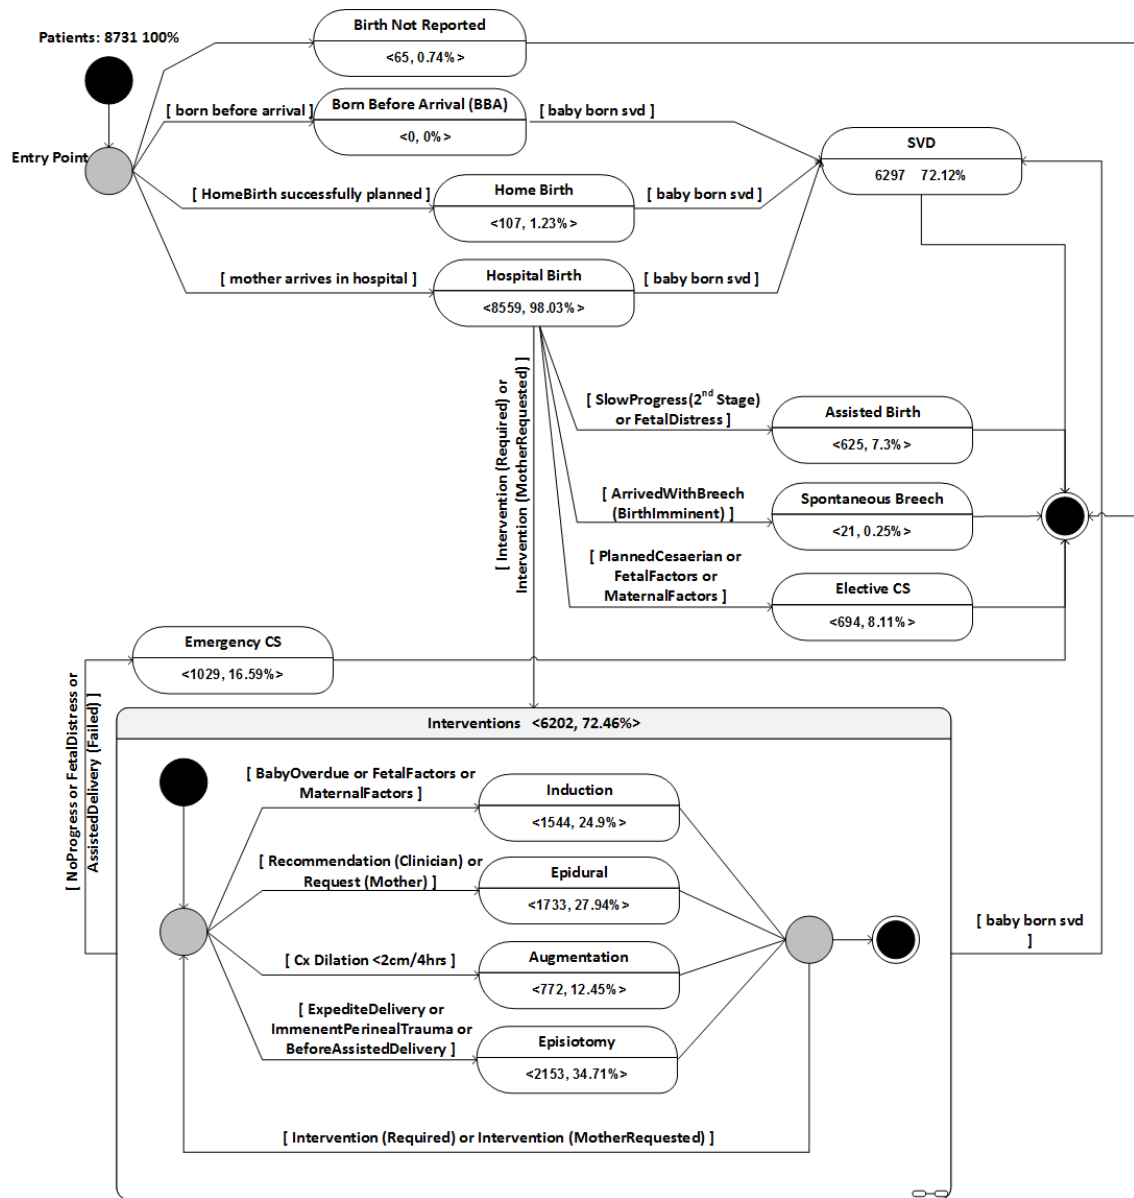 Patients: 8731 100%
Birth Not Reported
<65, 0.74%>
[ born before arrival ]
Born Before Arrival (BBA)
<0, 0%>
[ baby born svd ]
Entry Point
SVD
6297 72.12%
[ HomeBirth successfully planned ]
Home Birth
<107, 1.23%>
[ baby born svd ]
[ mother arrives in hospital ]
Hospital Birth
<8559, 98.03%>
[ baby born svd ]
[ Intervention (Required) or
Intervention (MotherRequested) ]
[ SlowProgress(2nd Stage)
or FetalDistress ]
Assisted Birth
<625, 7.3%>
[ ArrivedWithBreech
(BirthImminent) ]
Spontaneous Breech
<21, 0.25%>
[ PlannedCesaerian or
FetalFactors or
MaternalFactors ]
Elective CS
<694, 8.11%>
Emergency CS
<1029, 16.59%>
[ NoProgress or FetalDistress or
AssistedDelivery (Failed) ]
Interventions <6202, 72.46%>
[ BabyOverdue or FetalFactors or
MaternalFactors ]
Induction
<1544, 24.9%>
[ Recommendation (Clinician) or
Request (Mother) ]
Epidural
<1733, 27.94%>
[ Cx Dilation <2cm/4hrs ]
Augmentation
<772, 12.45%>
[ ExpediteDelivery or
ImmenentPerinealTrauma or
BeforeAssistedDelivery ]
Episiotomy
<2153, 34.71%>
[ baby born svd
]
[ Intervention (Required) or Intervention (MotherRequested) ]